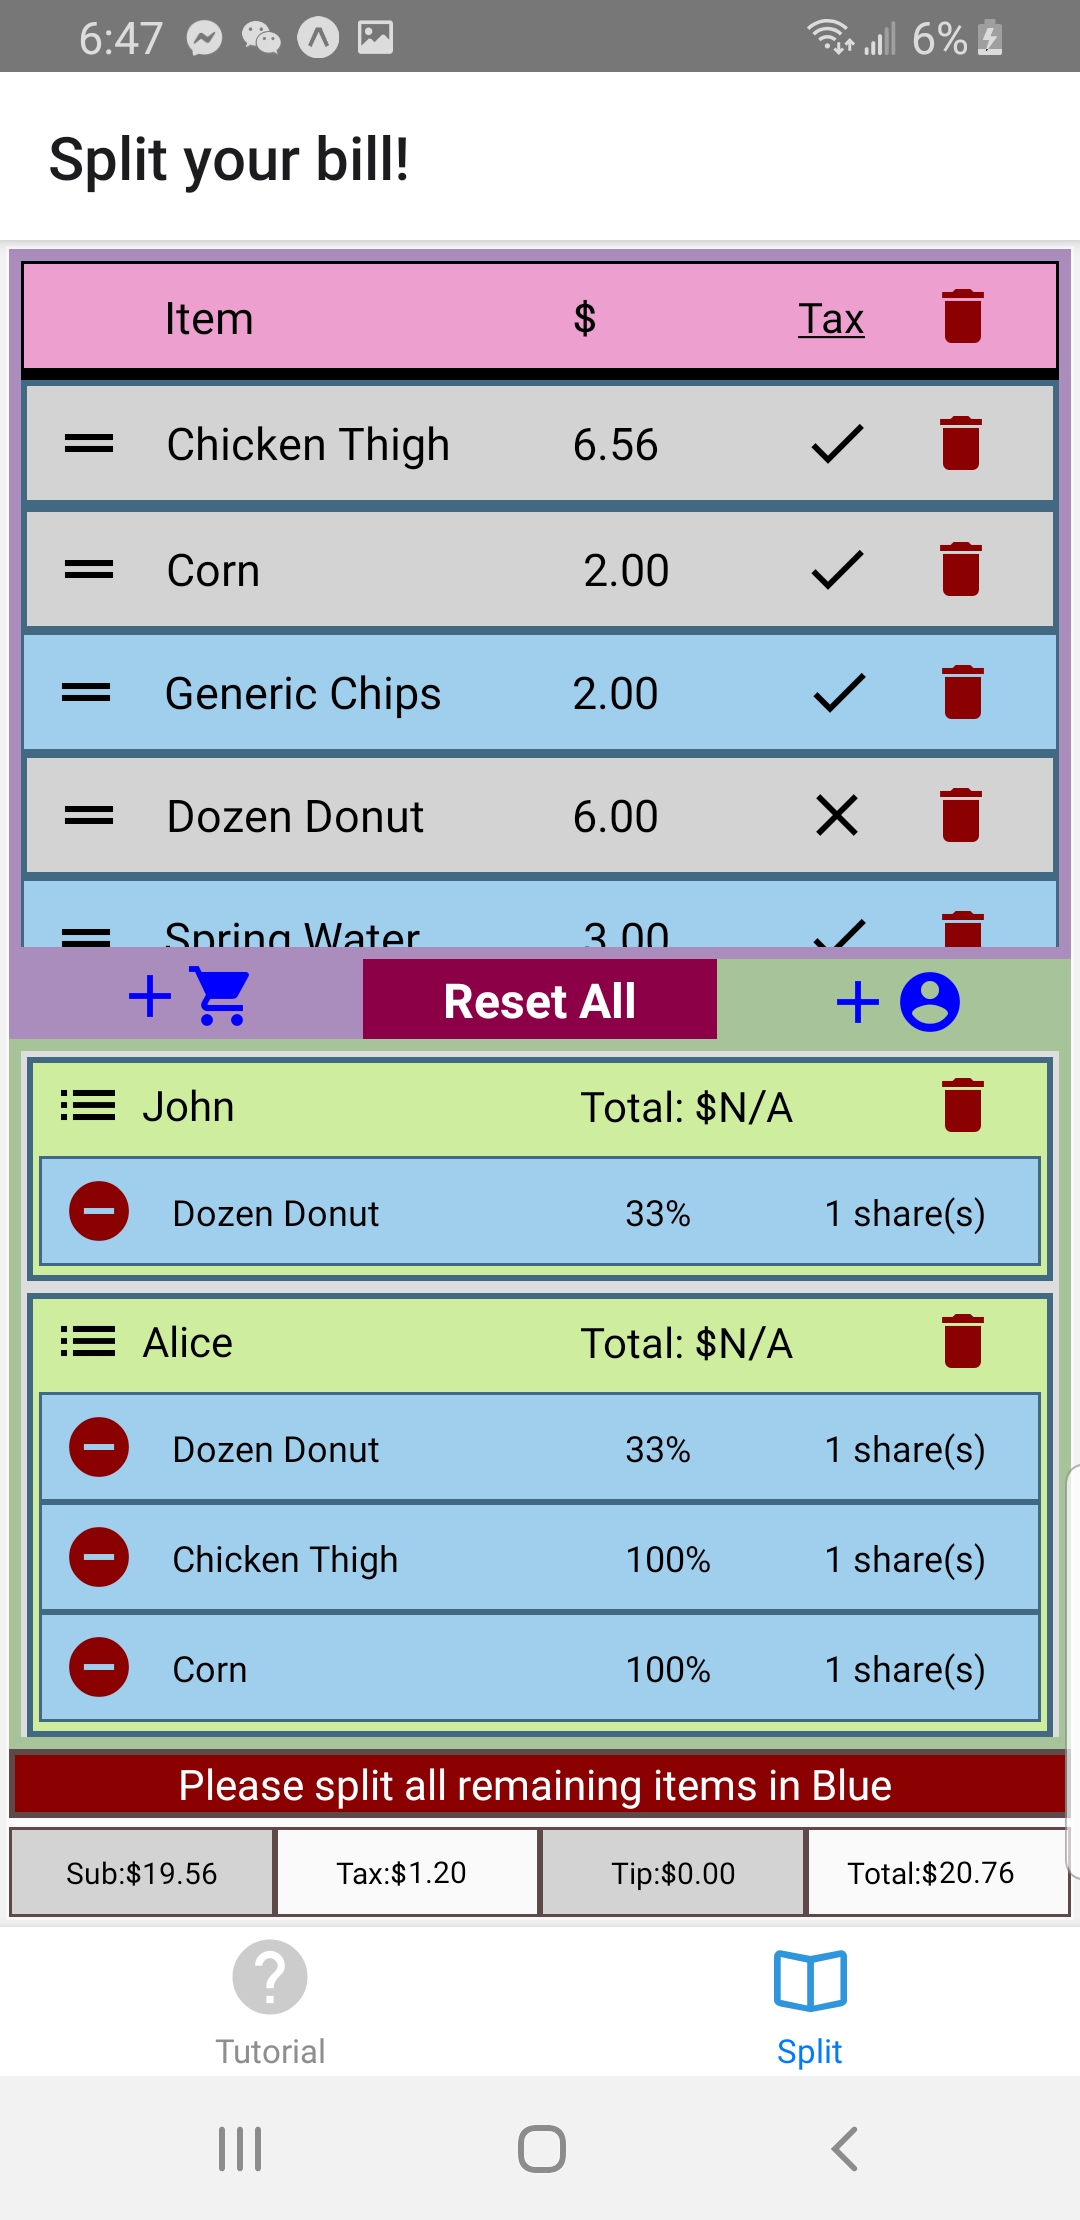 6:47 6%
Split your bill!
Item $ Tax
Chicken Thigh 6.56
Corn 2.00
Generic Chips 2.00
Dozen Donut 6.00
Spring Water 3.00
Reset All
John Total: $N/A
Dozen Donut 33% 1 share(s)
Alice Total: $N/A
Dozen Donut 33% 1 share(s)
Chicken Thigh 100% 1 share(s)
Corn 100% 1 share(s)
Please split all remaining items in Blue
Sub:$19.56 Tax:$1.20 Tip:$0.00 Total:$20.76
Tutorial Split